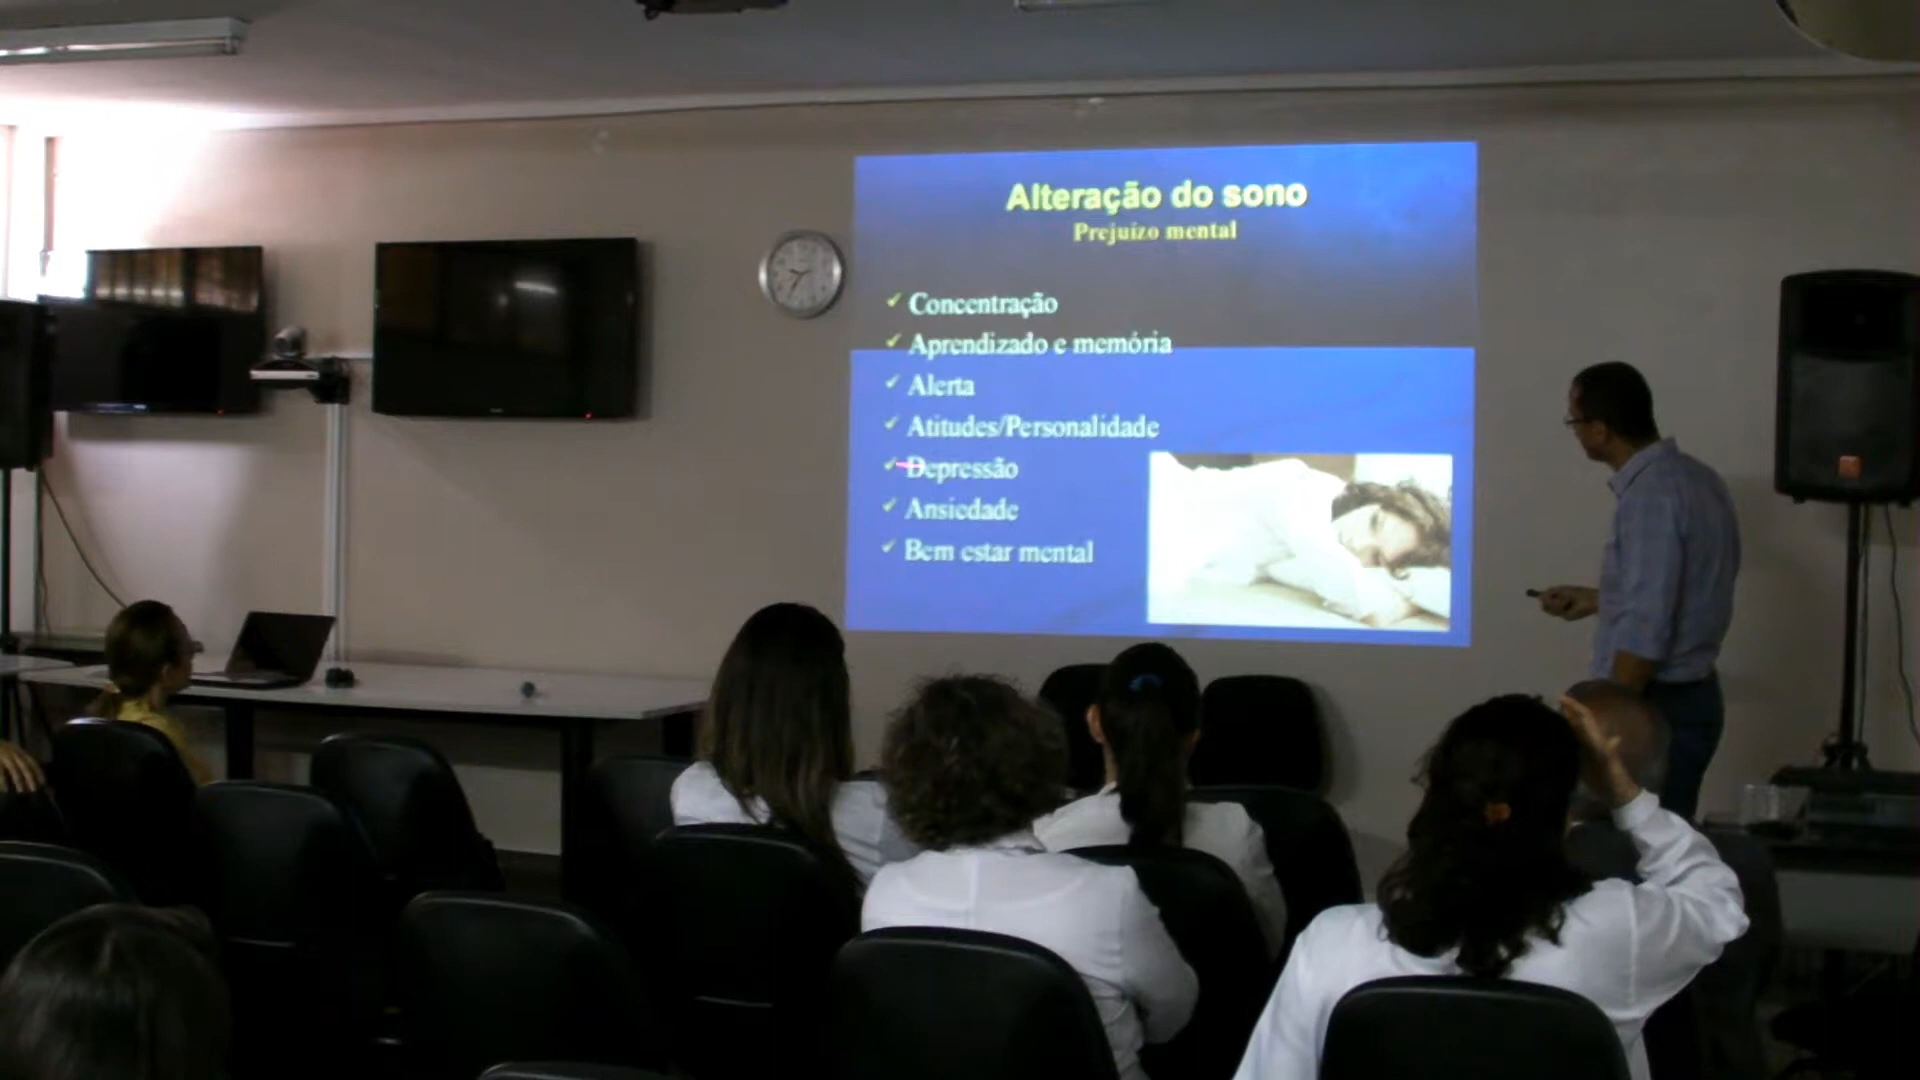 Alteração do sono
Prejuízo mental
Concentração
Aprendizado e memória
Alerta
Atitudes/Personalidade
Depressão
Ansiedade
Bem estar mental